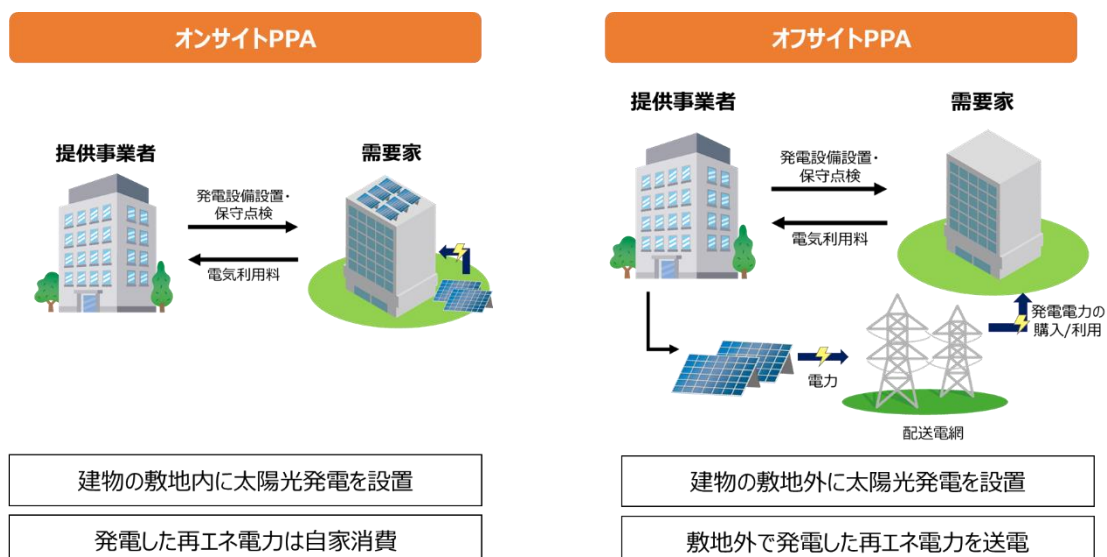 オンサイトPPA
提供事業者
需要家
発電設備設置・
保守点検
電気利用料
建物の敷地内に太陽光発電を設置
発電した再エネ電力は自家消費
オフサイトPPA
提供事業者
需要家
発電設備設置・
保守点検
電気利用料
発電電力の
購入/利用
電力
配送電網
建物の敷地外に太陽光発電を設置
敷地外で発電した再エネ電力を送電